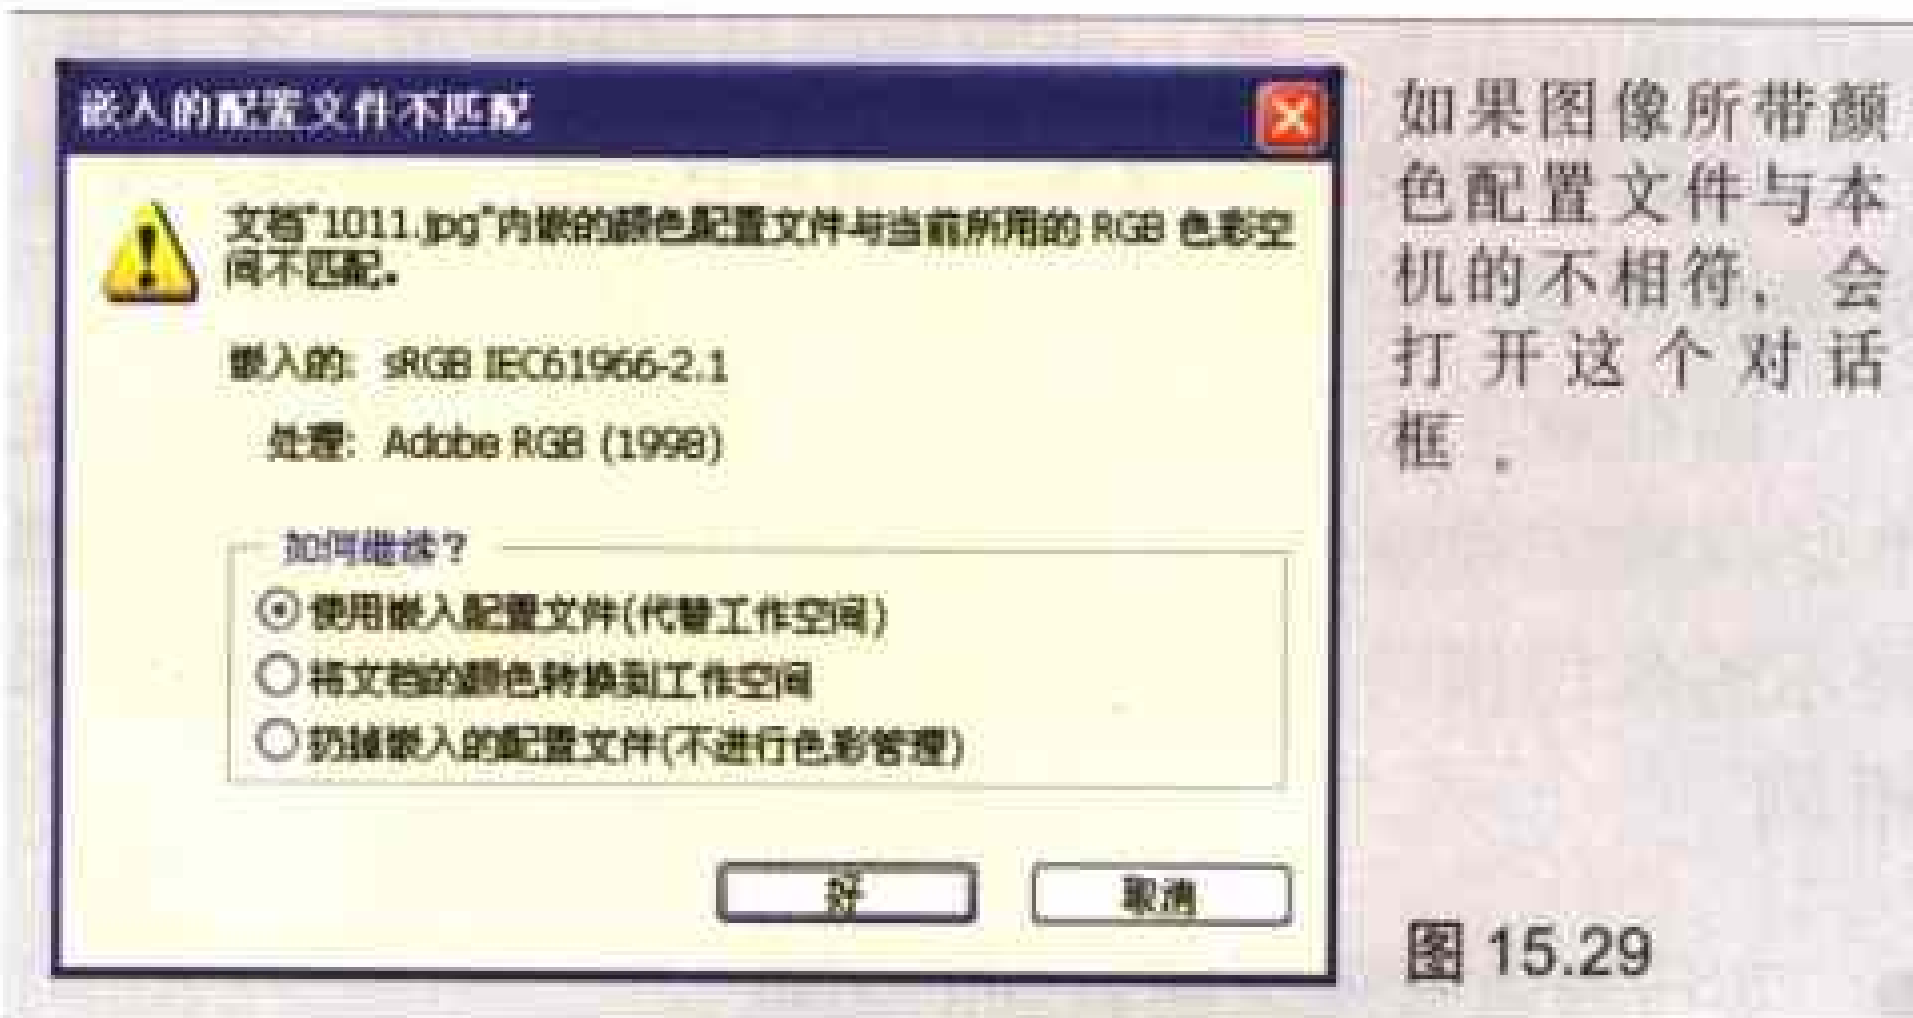 嵌入的配置文件不匹配
文档"1011.jpg"内嵌的颜色配置文件与当前所用的 RGB 色彩空
间不匹配。
嵌入的: sRGB IEC61966-2.1
处理: Adobe RGB (1998)
如何继续?
使用嵌入配置文件(代替工作空间)
将文档的颜色转换到工作空间
扔掉嵌入的配置文件(不进行色彩管理)
好
取消
如果图像所带颜
色配置文件与本
机的不相符，会
打开这个对话
框．
图 15.29